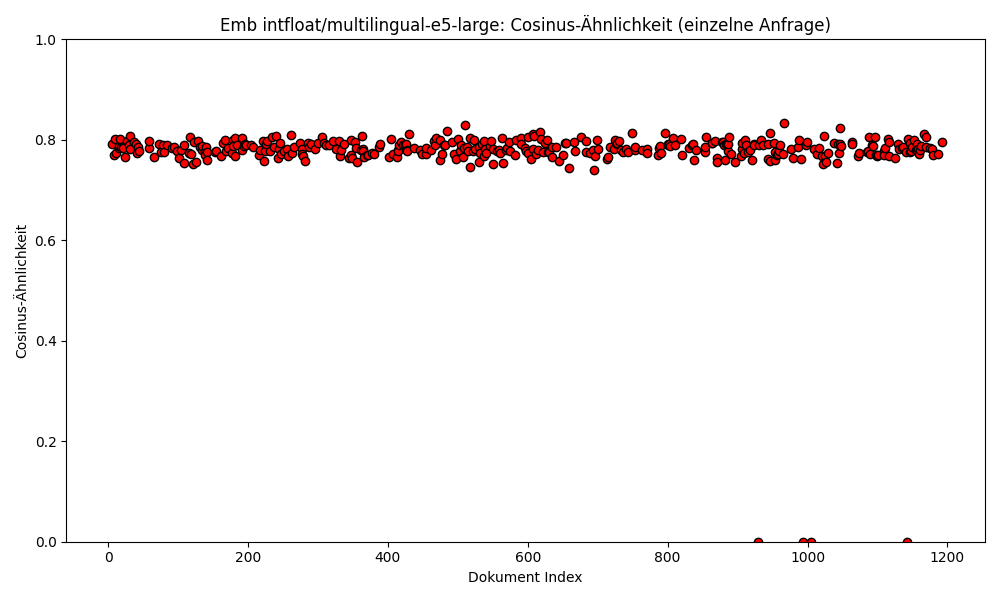 Emb intfloat/multilingual-e5-large: Cosinus-Ähnlichkeit (einzelne Anfrage)
1.0
0.8
0.6
0.4
0.2
0.0
Cosinus-Ähnlichkeit
0 200 400 600 800 1000 1200
Dokument Index